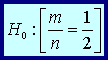 H₀ : [m/n = 1/2]